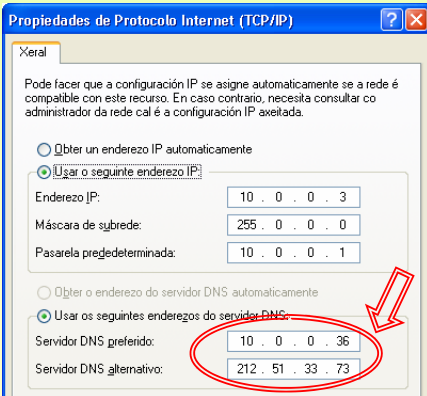 Propiedades de Protocolo Internet (TCP/IP)
Xeral
Pode facer que a configuración IP se asigne automaticamente se a rede é
compatible con este recurso. En caso contrario, necesita consultar co
administrador da rede cal é a configuración IP axeitada.
Obter un enderezo IP automaticamente
Usar o seguinte enderezo IP:
Enderezo IP: 10 . 0 . 0 . 3
Máscara de subrede: 255 . 0 . 0 . 0
Pasarela prededeterminada: 10 . 0 . 0 . 1
Obter o enderezo do servidor DNS automaticamente
Usar os seguintes enderezos do servidor DNS:
Servidor DNS preferido: 10 . 0 . 0 . 36
Servidor DNS alternativo: 212 . 51 . 33 . 73